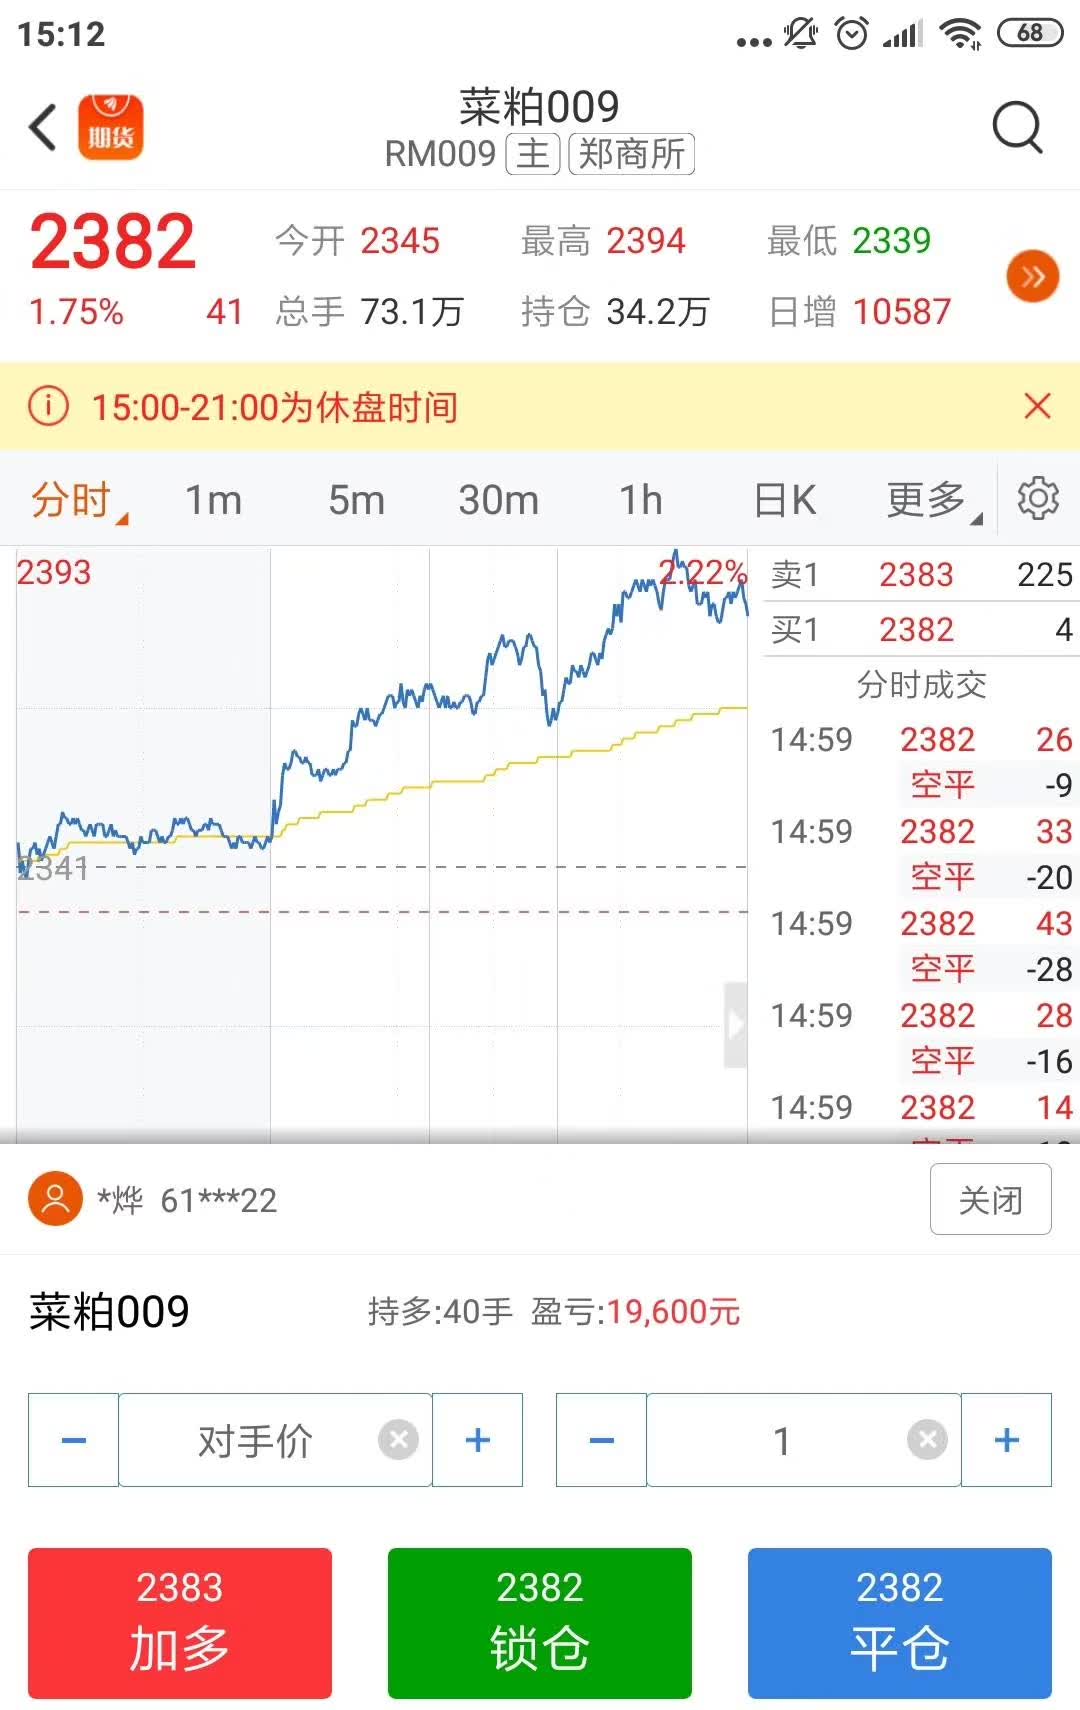 15:12
68
期货
菜粕009
RM009 主 郑商所
2382 今开 2345 最高 2394 最低 2339
1.75% 41 总手 73.1万 持仓 34.2万 日增 10587
15:00-21:00为休盘时间
分时 1m 5m 30m 1h 日K 更多
2393 2.22%
2341
卖1 2383 225
买1 2382 4
分时成交
14:59 2382 26
空平 -9
14:59 2382 33
空平 -20
14:59 2382 43
空平 -28
14:59 2382 28
空平 -16
14:59 2382 14
*烨 61***22 关闭
菜粕009 持多:40手 盈亏:19,600元
对手价 1
2383 2382 2382
加多 锁仓 平仓